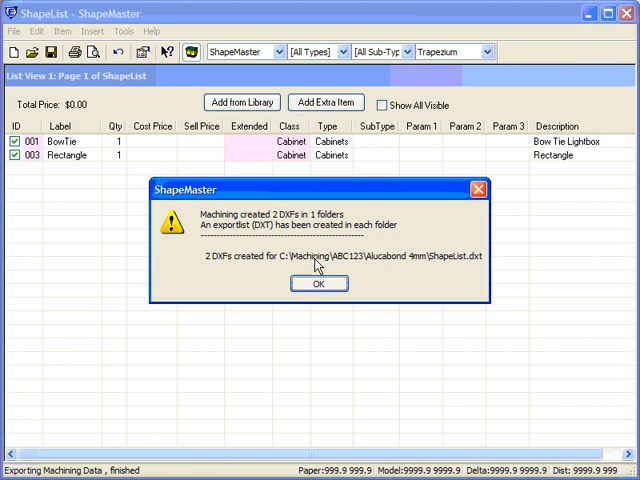 ShapeList - ShapeMaster
File Edit View Insert Tools Help
ShapeMaster [All Types] [All Sub-Typ Trapezium
List View 1: Page 1 of ShapeList
Total Price: $0.00 Add from Library Add Extra Item Show All Visible
ID Label Qty Cost Price Sell Price Extended Class Type SubType Param 1 Param 2 Param 3 Description
001 BowTie 1 Cabinet Cabinets Bow Tie Lightbox
003 Rectangle 1 Cabinet Cabinets Rectangle
ShapeMaster
Machining created 2 DXFs in 1 folders
An exportlist (DXT) has been created in each folder
--------------------------------------------------
2 DXFs created for C:\Machining\ABC123\Alucabond 4mm\ShapeList.dxt
OK
Exporting Machining Data , finished Paper:999.9 999.9 Model:9999.9 9999.9 Delta:9999.9 9999.9 Dist: 9999.9 999